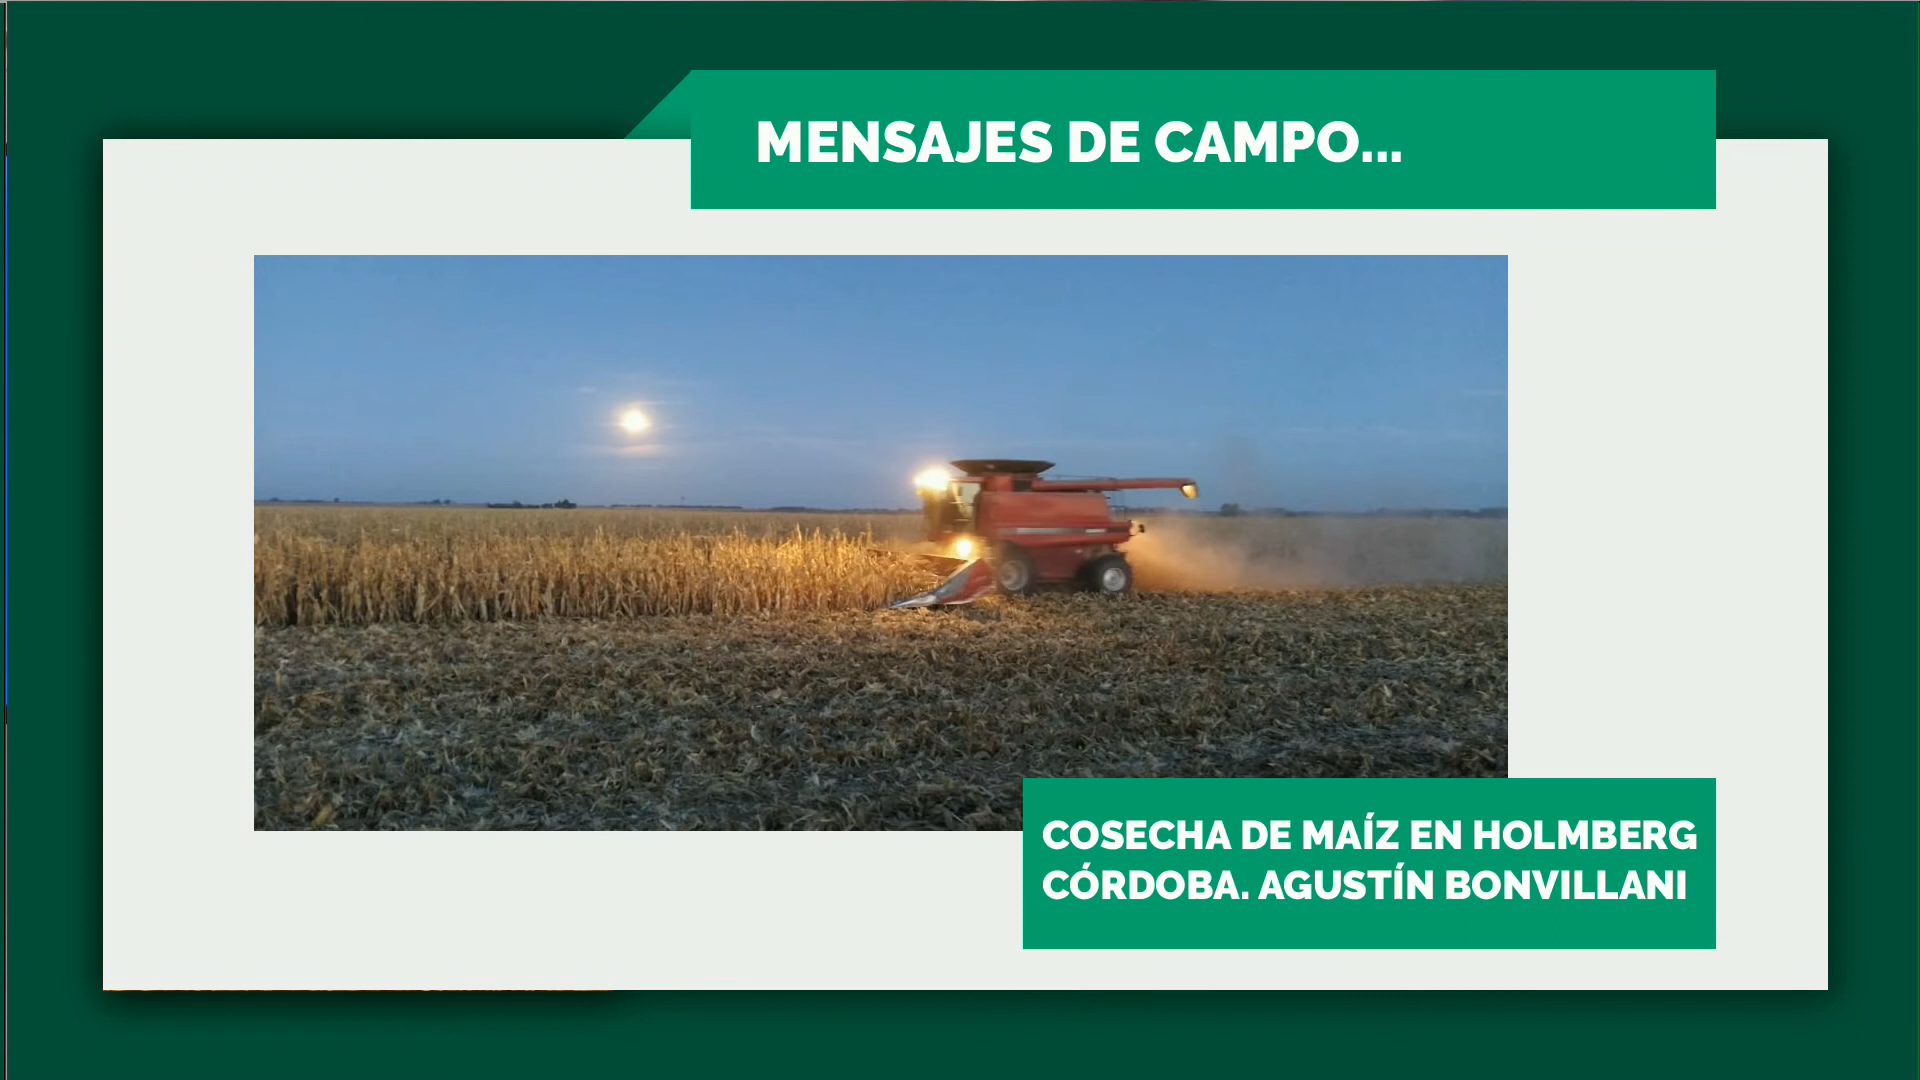 MENSAJES DE CAMPO...
COSECHA DE MAÍZ EN HOLMBERG
CÓRDOBA. AGUSTÍN BONVILLANI